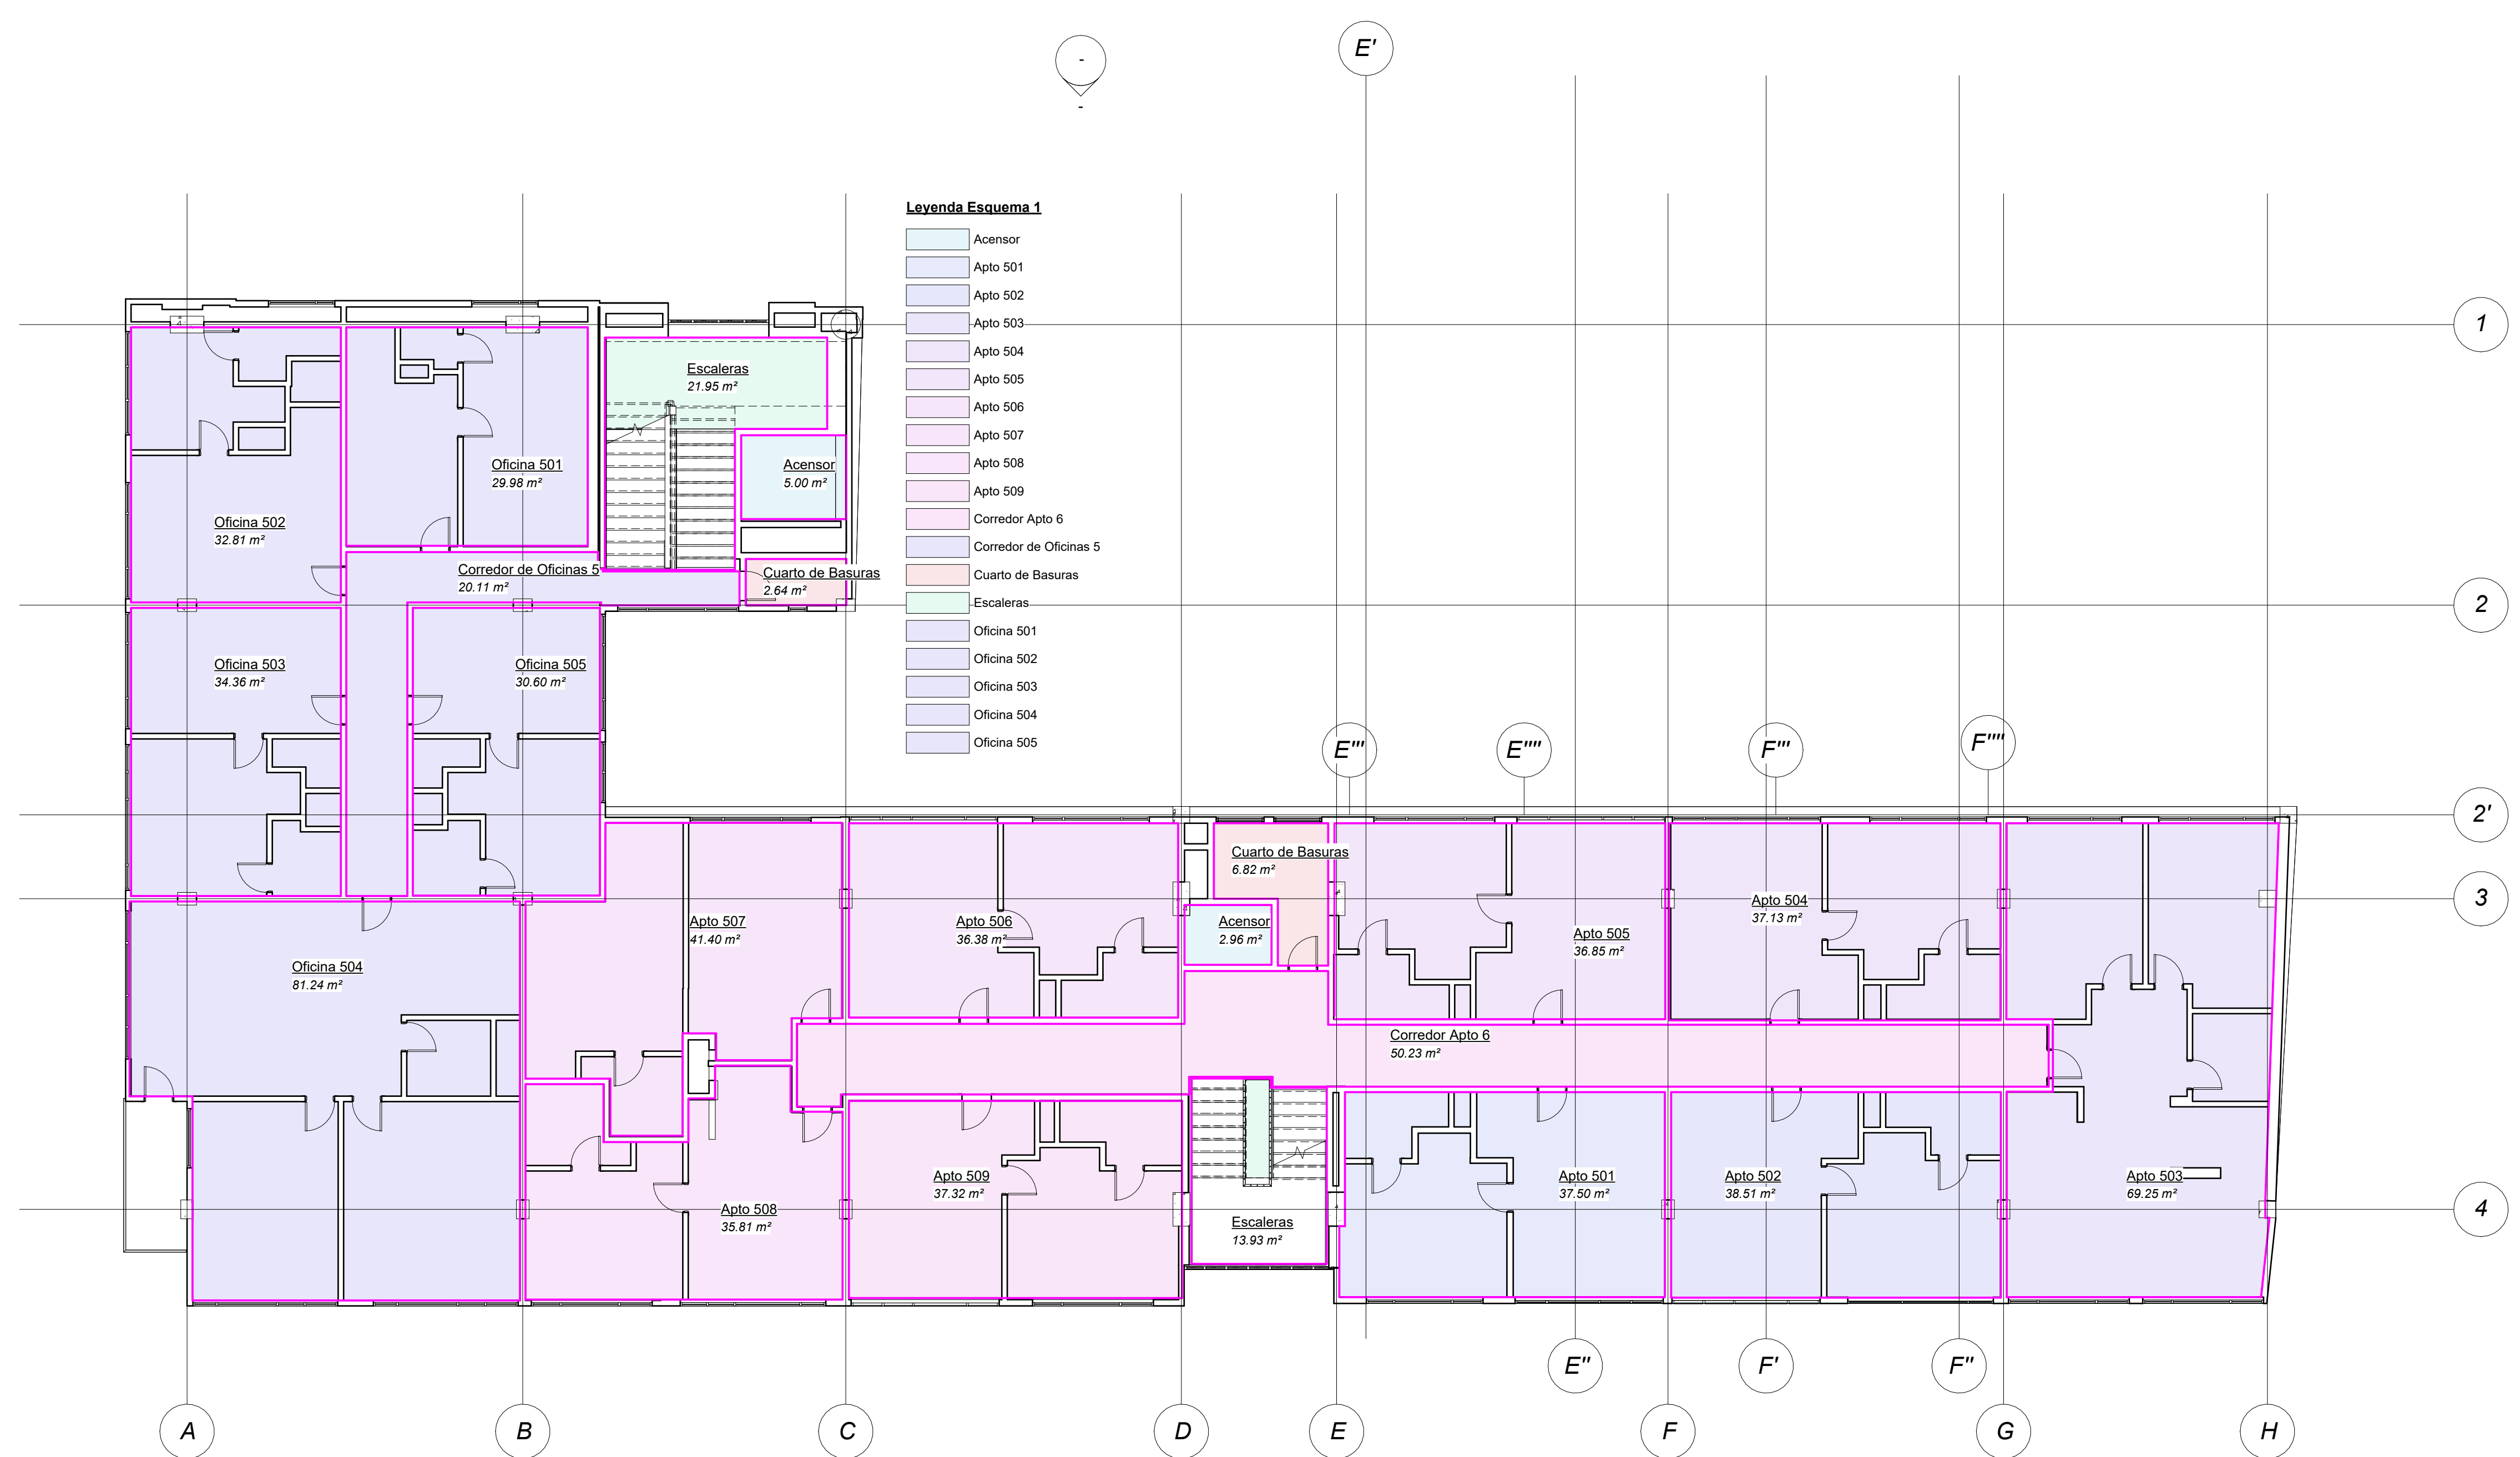 E'
-
-
Leyenda Esquema 1
Acensor
Apto 501
Apto 502
Apto 503
Apto 504
Apto 505
Apto 506
Apto 507
Apto 508
Apto 509
Corredor Apto 6
Corredor de Oficinas 5
Cuarto de Basuras
Escaleras
Oficina 501
Oficina 502
Oficina 503
Oficina 504
Oficina 505
1
Escaleras
21.95 m²
Oficina 501
29.98 m²
Acensor
5.00 m²
Oficina 502
32.81 m²
Corredor de Oficinas 5
20.11 m²
Cuarto de Basuras
2.64 m²
2
Oficina 503
34.36 m²
Oficina 505
30.60 m²
E'''
E''''
F'''
F''''
2'
Cuarto de Basuras
6.82 m²
3
Apto 507
41.40 m²
Apto 506
36.38 m²
Acensor
2.96 m²
Apto 505
36.85 m²
Apto 504
37.13 m²
Oficina 504
81.24 m²
Corredor Apto 6
50.23 m²
Apto 508
35.81 m²
Apto 509
37.32 m²
Escaleras
13.93 m²
Apto 501
37.50 m²
Apto 502
38.51 m²
Apto 503
69.25 m²
4
E''
F'
F''
A
B
C
D
E
F
G
H